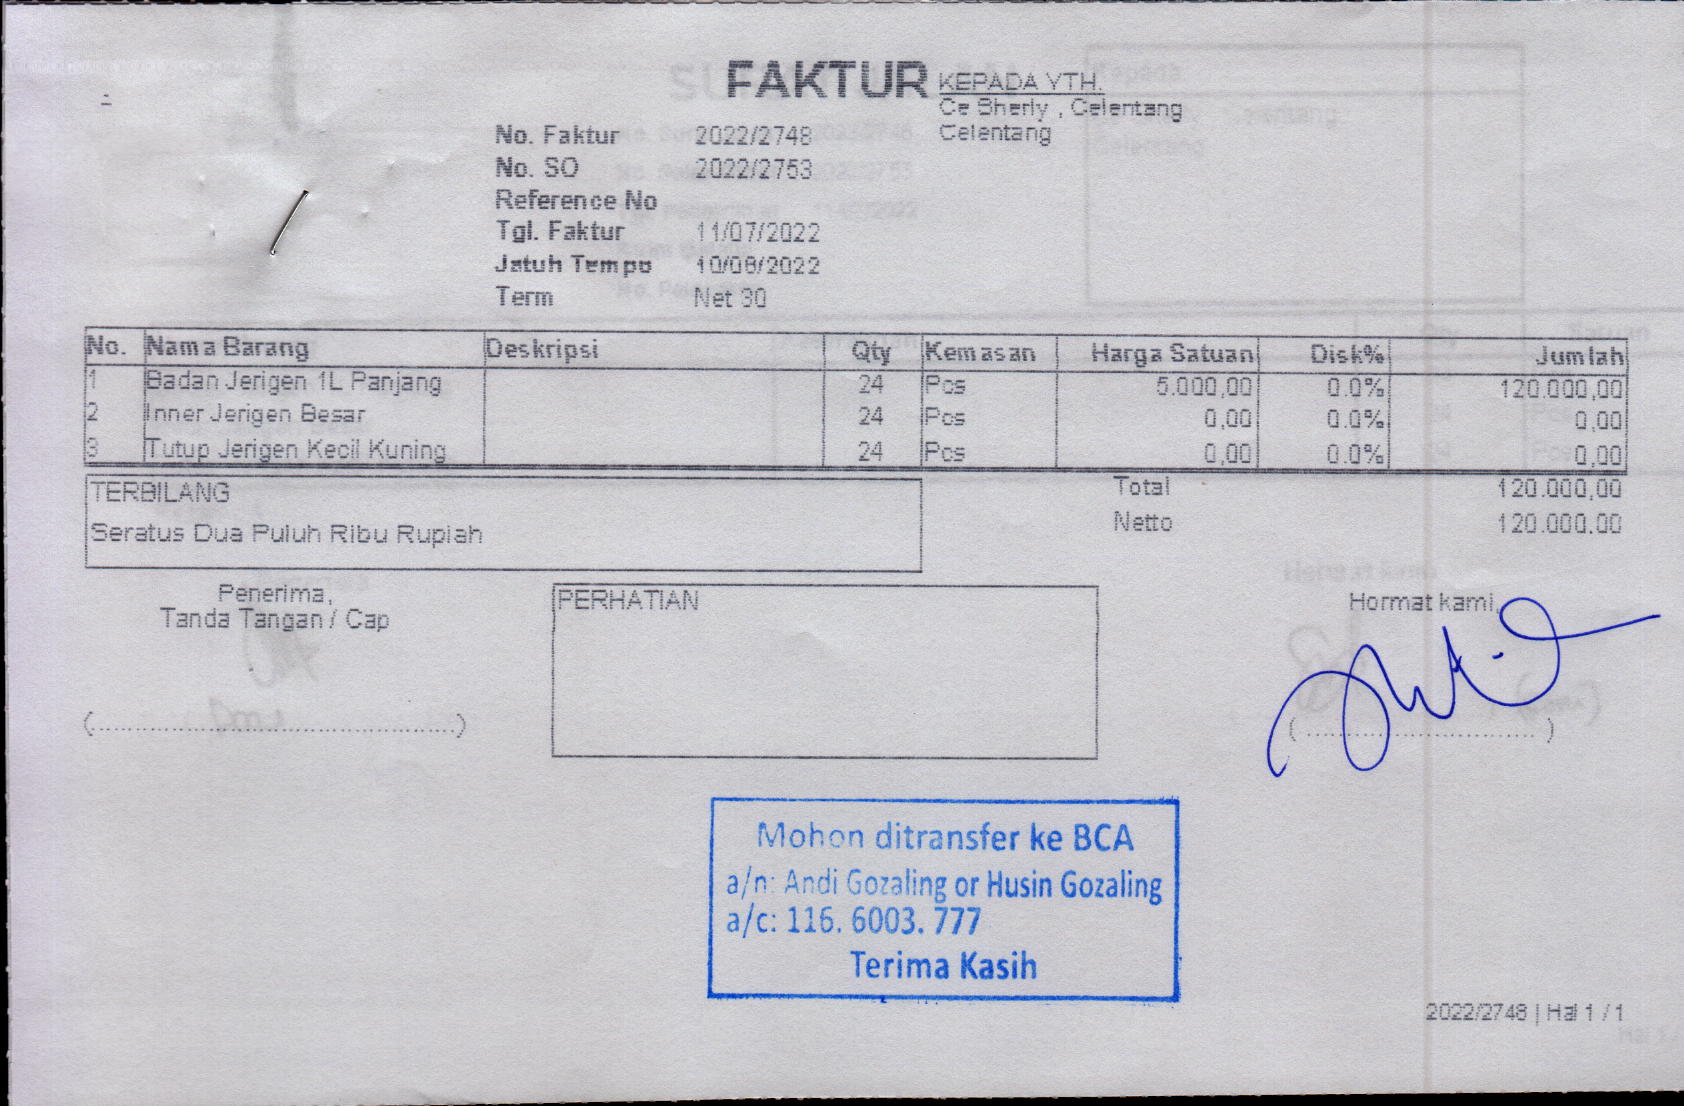 FAKTUR
KEPADA YTH.
Ce Sherly , Celentang
Celentang
No. Faktur 2022/2748
No. SO 2022/2753
Reference No
Tgl. Faktur 11/07/2022
Jatuh Tempo 10/08/2022
Term Net 30
No. Nama Barang Deskripsi Qty Kemasan Harga Satuan Disk% Jumlah
1 Badan Jerigen 1L Panjang 24 Pcs 5.000,00 0.0% 120.000,00
2 Inner Jerigen Besar 24 Pcs 0,00 0.0% 0,00
3 Tutup Jerigen Kecil Kuning 24 Pcs 0,00 0.0% 0,00
TERBILANG
Seratus Dua Puluh Ribu Rupiah
Total 120.000,00
Netto 120.000,00
Penerima,
Tanda Tangan / Cap
PERHATIAN
Hormat kami,
(....................................................)
( ................................ )
Mohon ditransfer ke BCA
a/n: Andi Gozaling or Husin Gozaling
a/c: 116. 6003. 777
Terima Kasih
2022/2748 | Hal 1 / 1